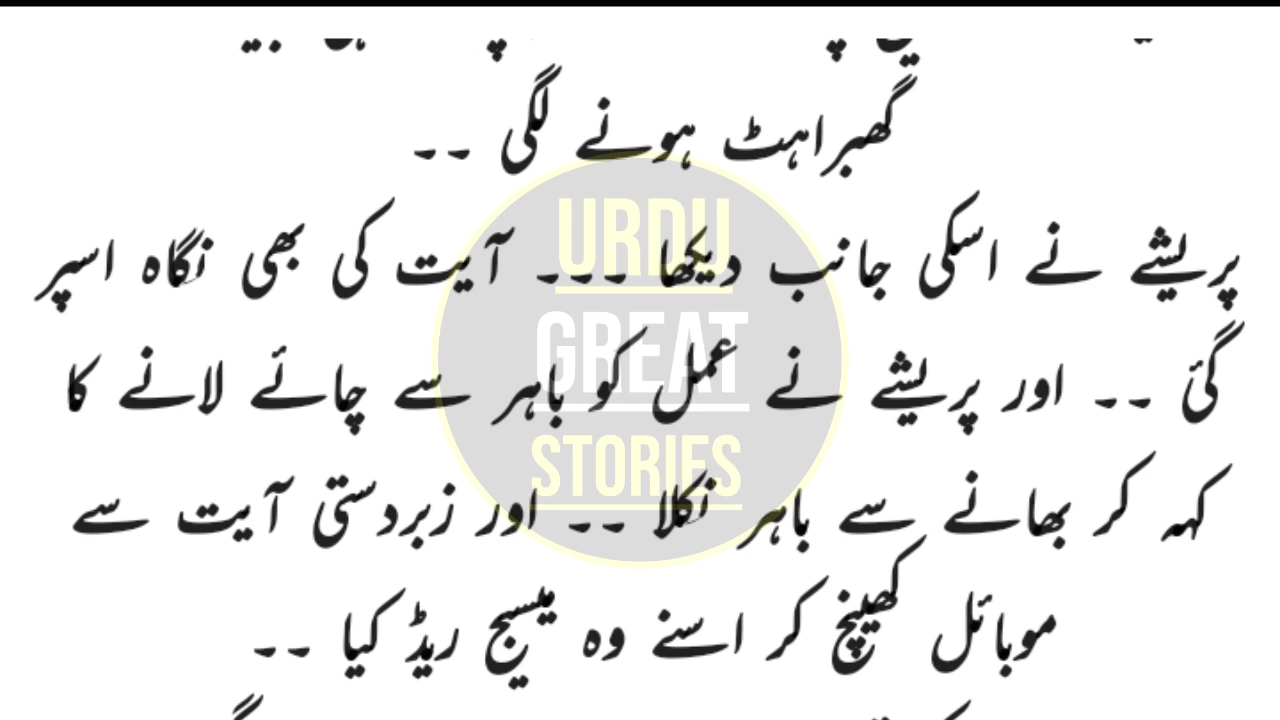 گھبراہٹ ہونے لگی ۔۔
پریشے نے اسکی جانب دیکھا ۔۔۔ آیت کی بھی نگاہ اسپر
گئ ۔۔ اور پریشے نے عمل کو باہر سے چائے لانے کا
کہہ کر بھانے سے باہر نکلا ۔۔ اور زبردستی آیت سے
موبائل کھینچ کر اسنے وہ میسیج ریڈ کیا ۔۔
URDU
GREAT
STORIES